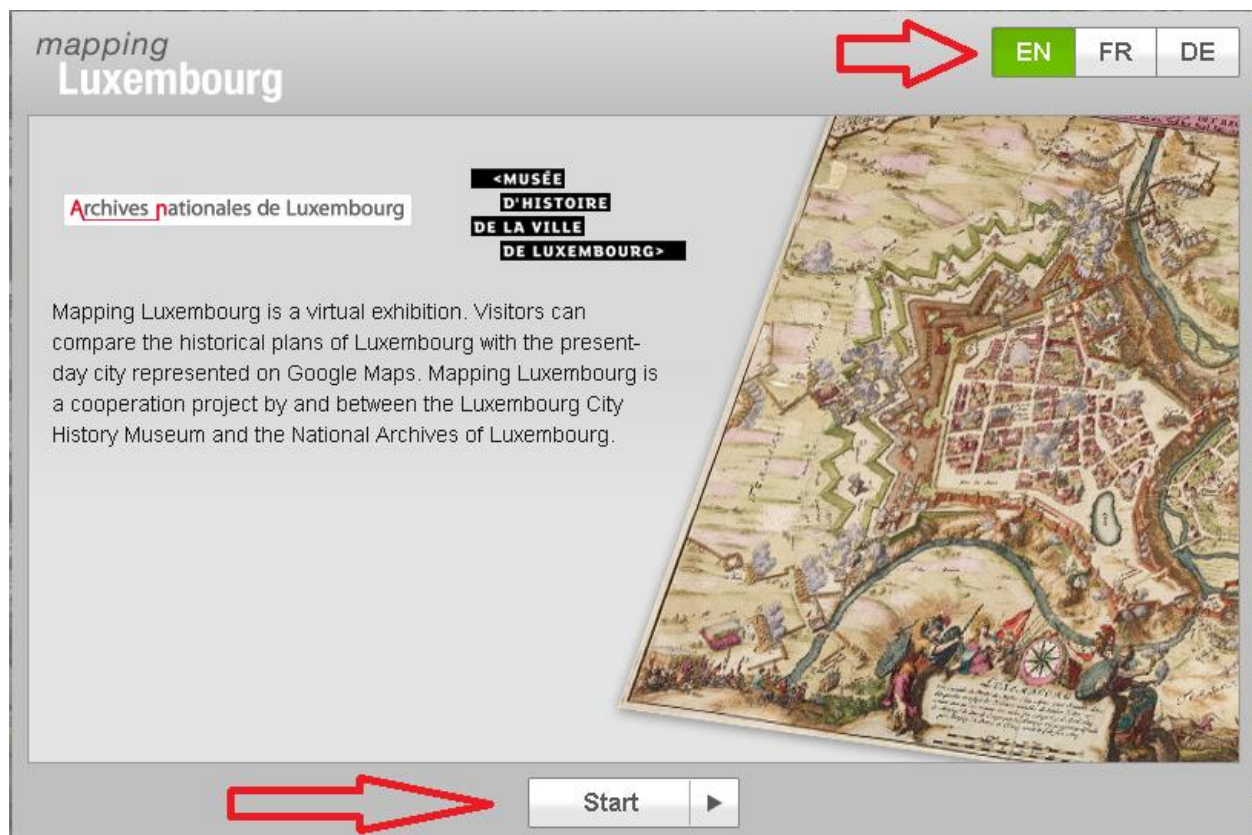 mapping
Luxembourg
EN FR DE
Archives nationales de Luxembourg
<MUSÉE
D'HISTOIRE
DE LA VILLE
DE LUXEMBOURG>
Mapping Luxembourg is a virtual exhibition. Visitors can
compare the historical plans of Luxembourg with the present-
day city represented on Google Maps. Mapping Luxembourg is
a cooperation project by and between the Luxembourg City
History Museum and the National Archives of Luxembourg.
LUXEMBOURG
Start